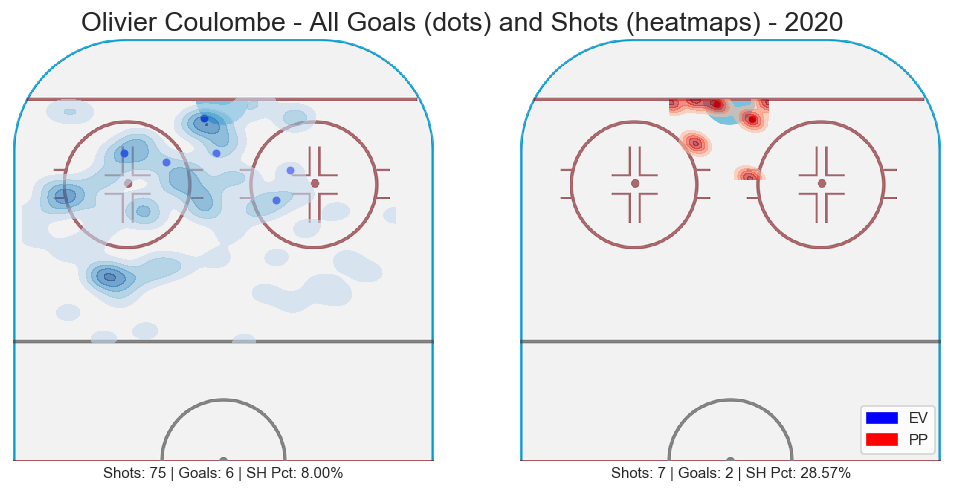 Olivier Coulombe - All Goals (dots) and Shots (heatmaps) - 2020
EV
PP
Shots: 75 | Goals: 6 | SH Pct: 8.00%
Shots: 7 | Goals: 2 | SH Pct: 28.57%